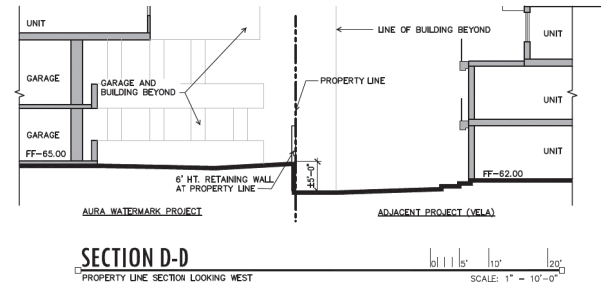 UNIT
GARAGE
GARAGE AND
BUILDING BEYOND
GARAGE
FF-65.00
6' HT. RETAINING WALL
AT PROPERTY LINE
±5'-0"
LINE OF BUILDING BEYOND
PROPERTY LINE
UNIT
UNIT
UNIT
FF-62.00
AURA WATERMARK PROJECT
ADJACENT PROJECT (VELA)
SECTION D-D
PROPERTY LINE SECTION LOOKING WEST
0 5' 10' 20'
SCALE: 1" = 10'-0"